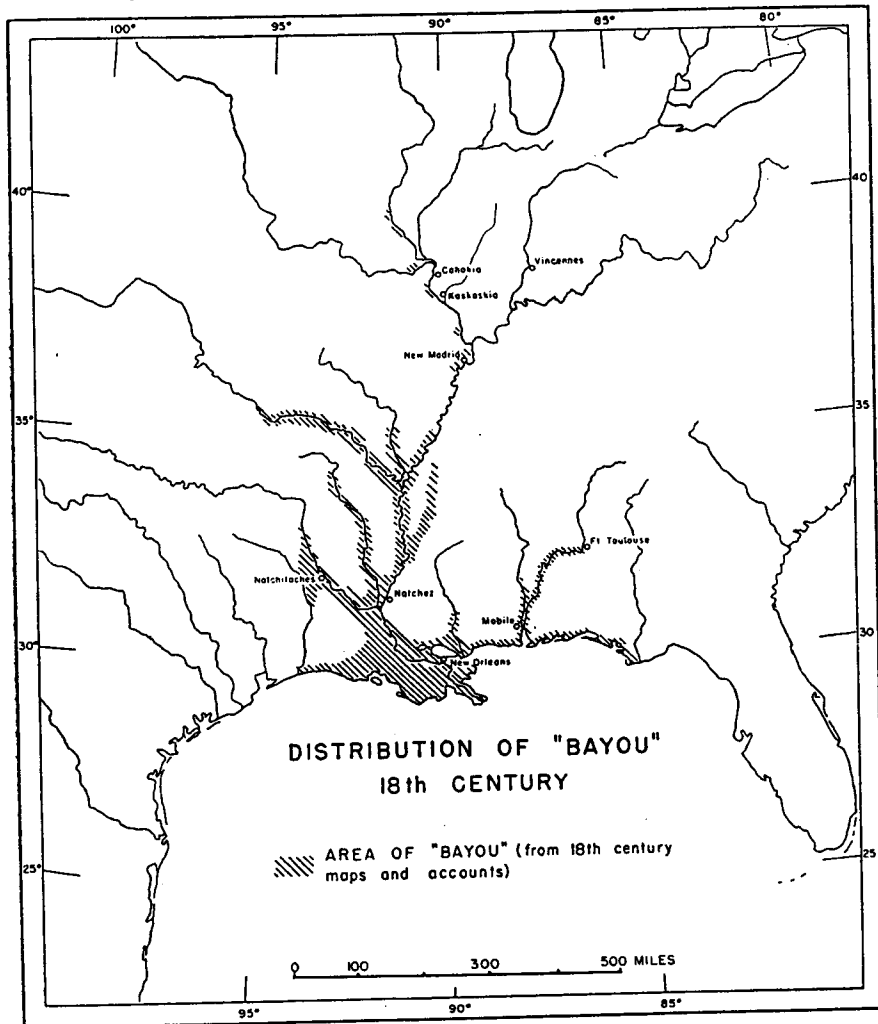 100° 95° 90° 85° 80°
40° 40
Cahokia
Vincennes
Kaskaskia
New Madrid
35° 35
Ft Toulouse
Natchitoches
Natchez
Mobile
30° 30
New Orleans
DISTRIBUTION OF "BAYOU"
18th CENTURY
AREA OF "BAYOU" (from 18th century
maps and accounts)
25° 25
0 100 300 500 MILES
95° 90° 85°